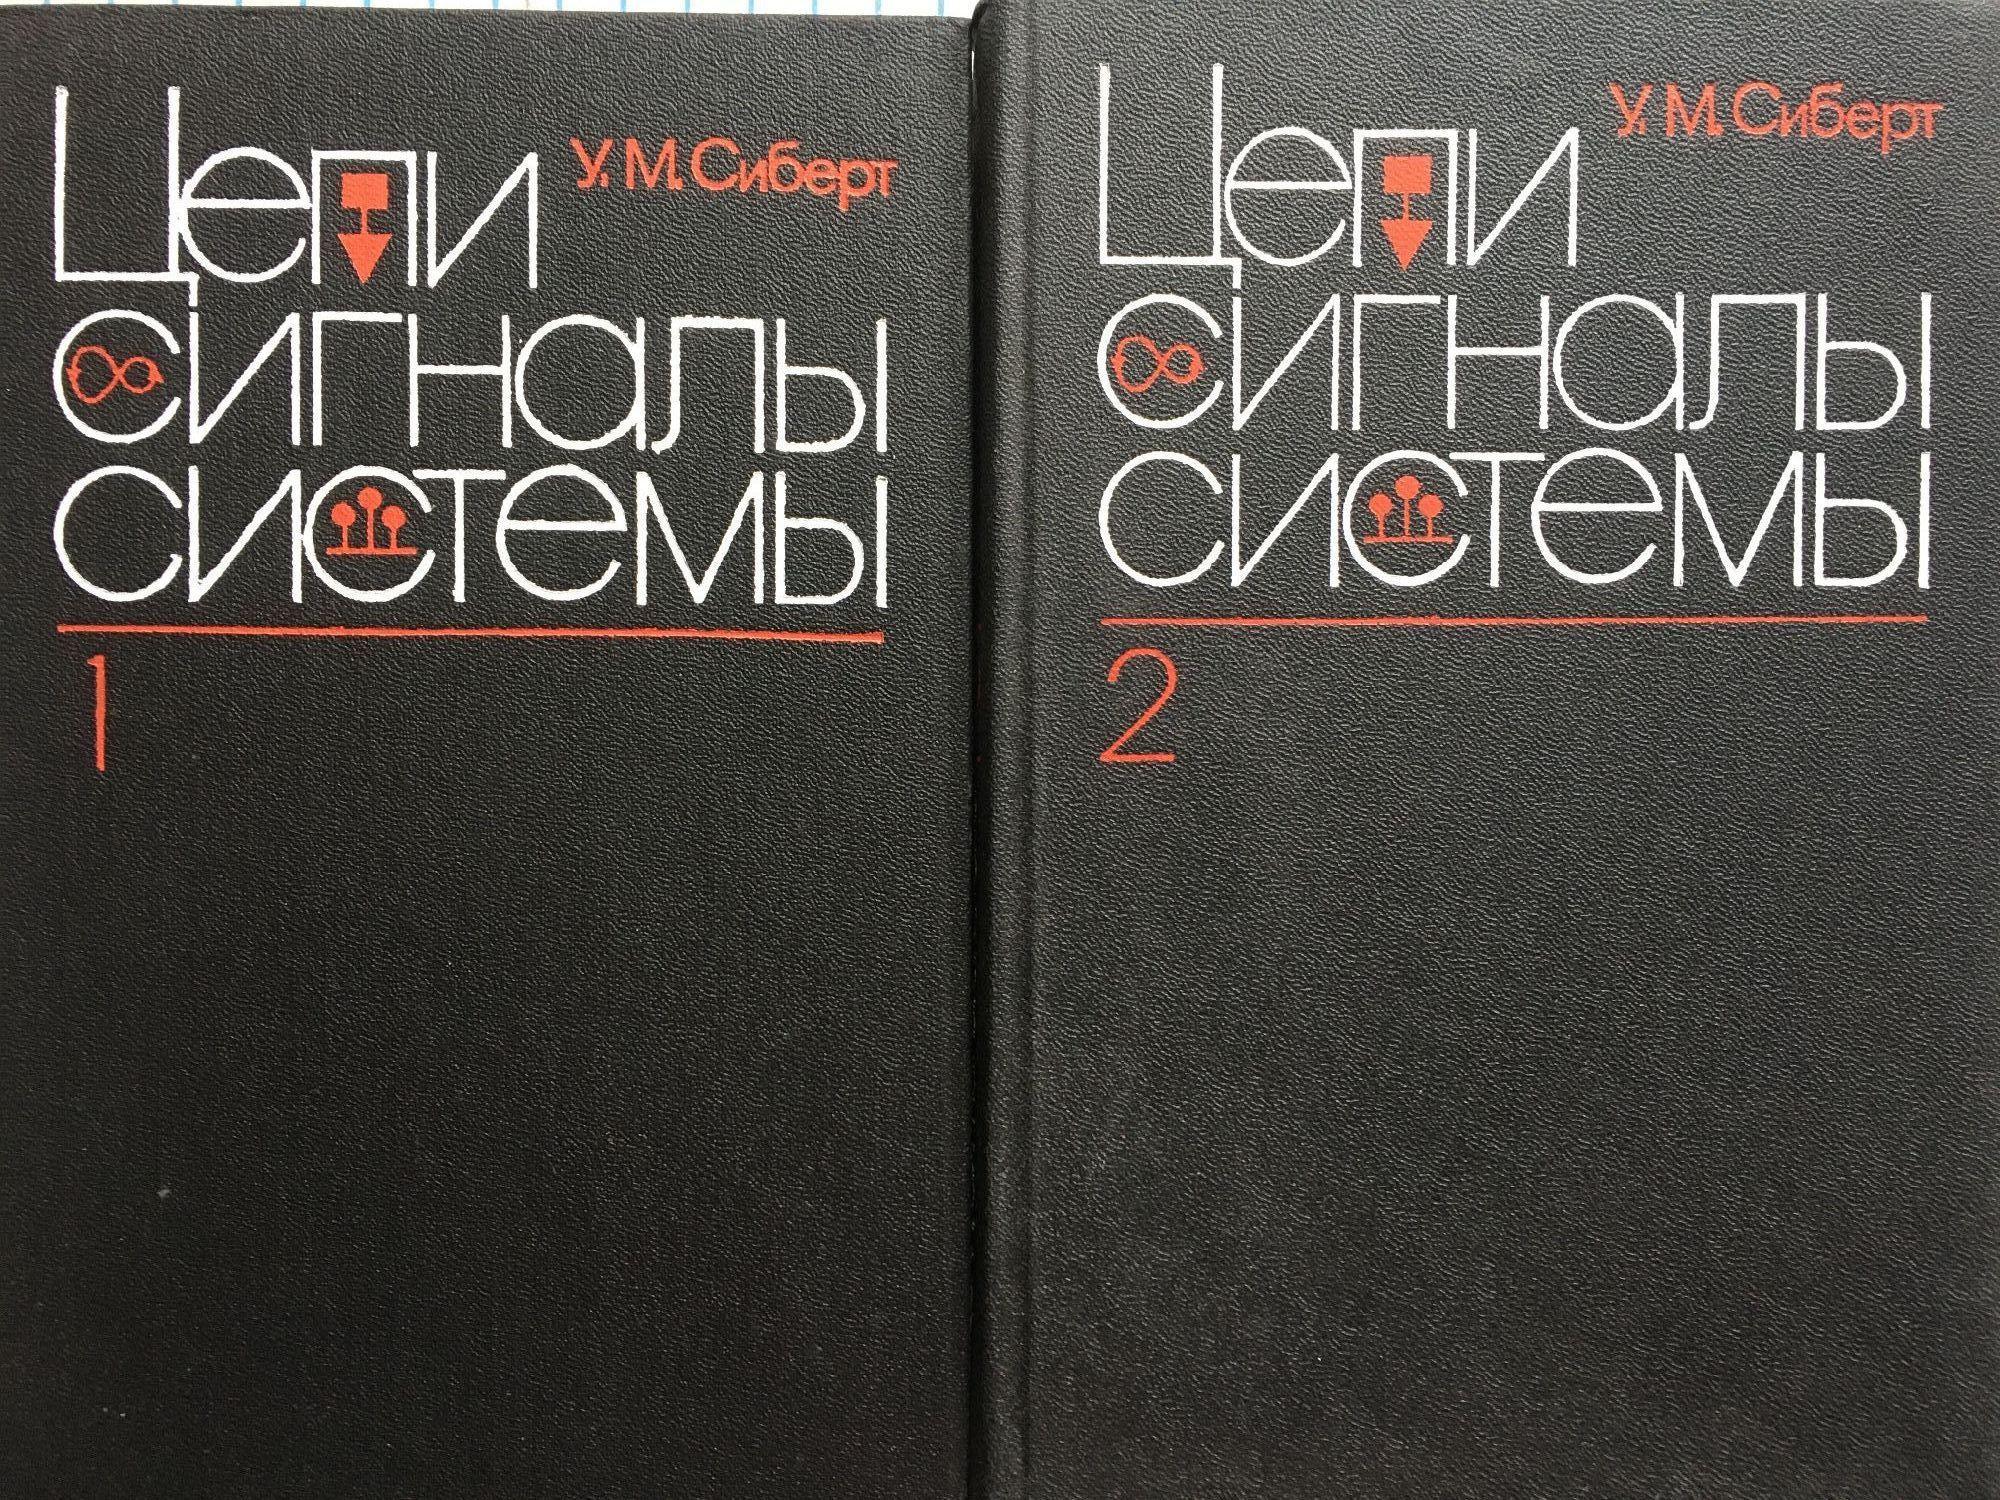 У. М. Сиберт
Цепи
сигналы
системы
1
У. М. Сиберт
Цепи
сигналы
системы
2